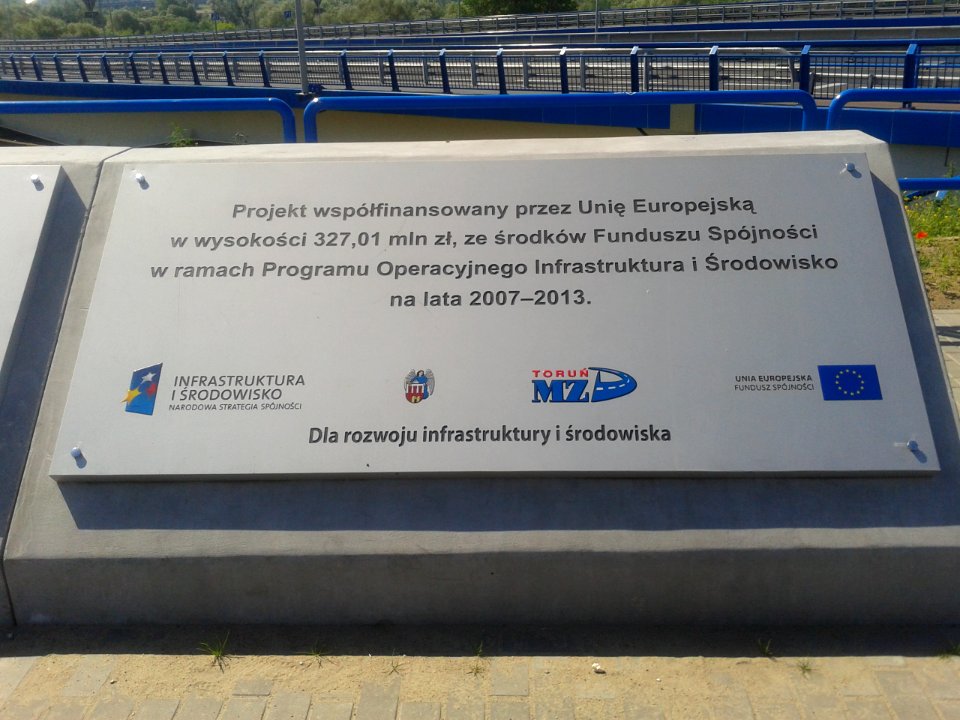 Projekt współfinansowany przez Unię Europejską
w wysokości 327,01 mln zł, ze środków Funduszu Spójności
w ramach Programu Operacyjnego Infrastruktura i Środowisko
na lata 2007–2013.
INFRASTRUKTURA
I ŚRODOWISKO
NARODOWA STRATEGIA SPÓJNOŚCI
TORUŃ
MZD
UNIA EUROPEJSKA
FUNDUSZ SPÓJNOŚCI
Dla rozwoju infrastruktury i środowiska